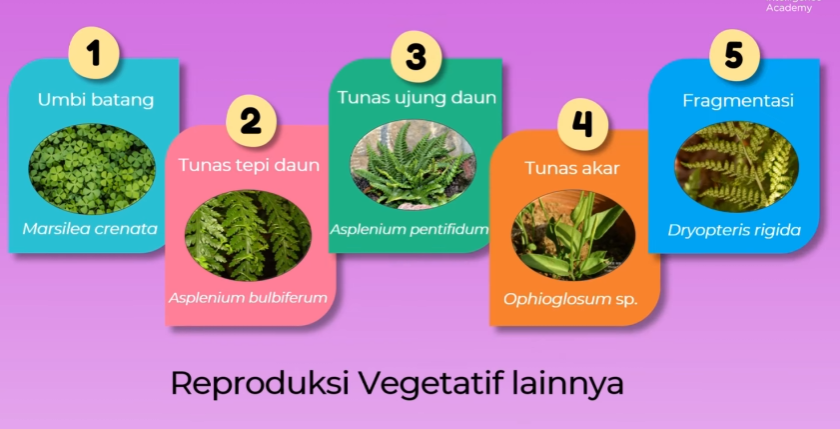 Academy
1
Umbi batang
Marsilea crenata
2
Tunas tepi daun
Asplenium bulbiferum
3
Tunas ujung daun
Asplenium pentifidum
4
Tunas akar
Ophioglosum sp.
5
Fragmentasi
Dryopteris rigida
Reproduksi Vegetatif lainnya